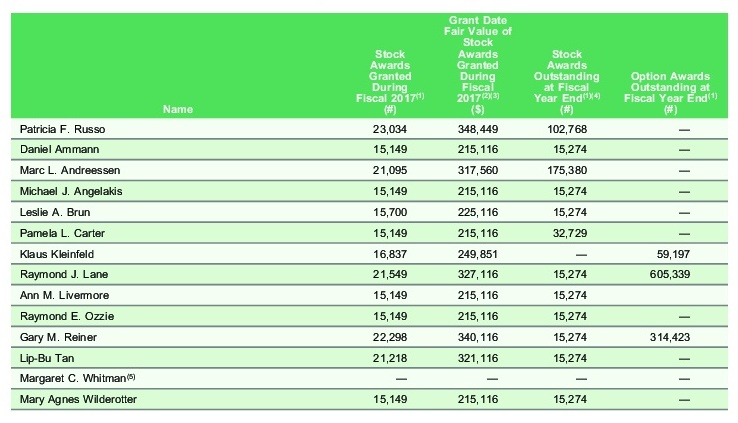 Name Stock Awards Granted During Fiscal 2017(1) (#) Grant Date Fair Value of Stock Awards Granted During Fiscal 2017(2)(3) ($) Stock Awards Outstanding at Fiscal Year End(1)(4) (#) Option Awards Outstanding at Fiscal Year End(1) (#)
Patricia F. Russo 23,034 348,449 102,768 —
Daniel Ammann 15,149 215,116 15,274 —
Marc L. Andreessen 21,095 317,560 175,380 —
Michael J. Angelakis 15,149 215,116 15,274 —
Leslie A. Brun 15,700 225,116 15,274 —
Pamela L. Carter 15,149 215,116 32,729 —
Klaus Kleinfeld 16,837 249,851 — 59,197
Raymond J. Lane 21,549 327,116 15,274 605,339
Ann M. Livermore 15,149 215,116 15,274
Raymond E. Ozzie 15,149 215,116 15,274 —
Gary M. Reiner 22,298 340,116 15,274 314,423
Lip-Bu Tan 21,218 321,116 15,274 —
Margaret C. Whitman(5) — — — —
Mary Agnes Wilderotter 15,149 215,116 15,274 —